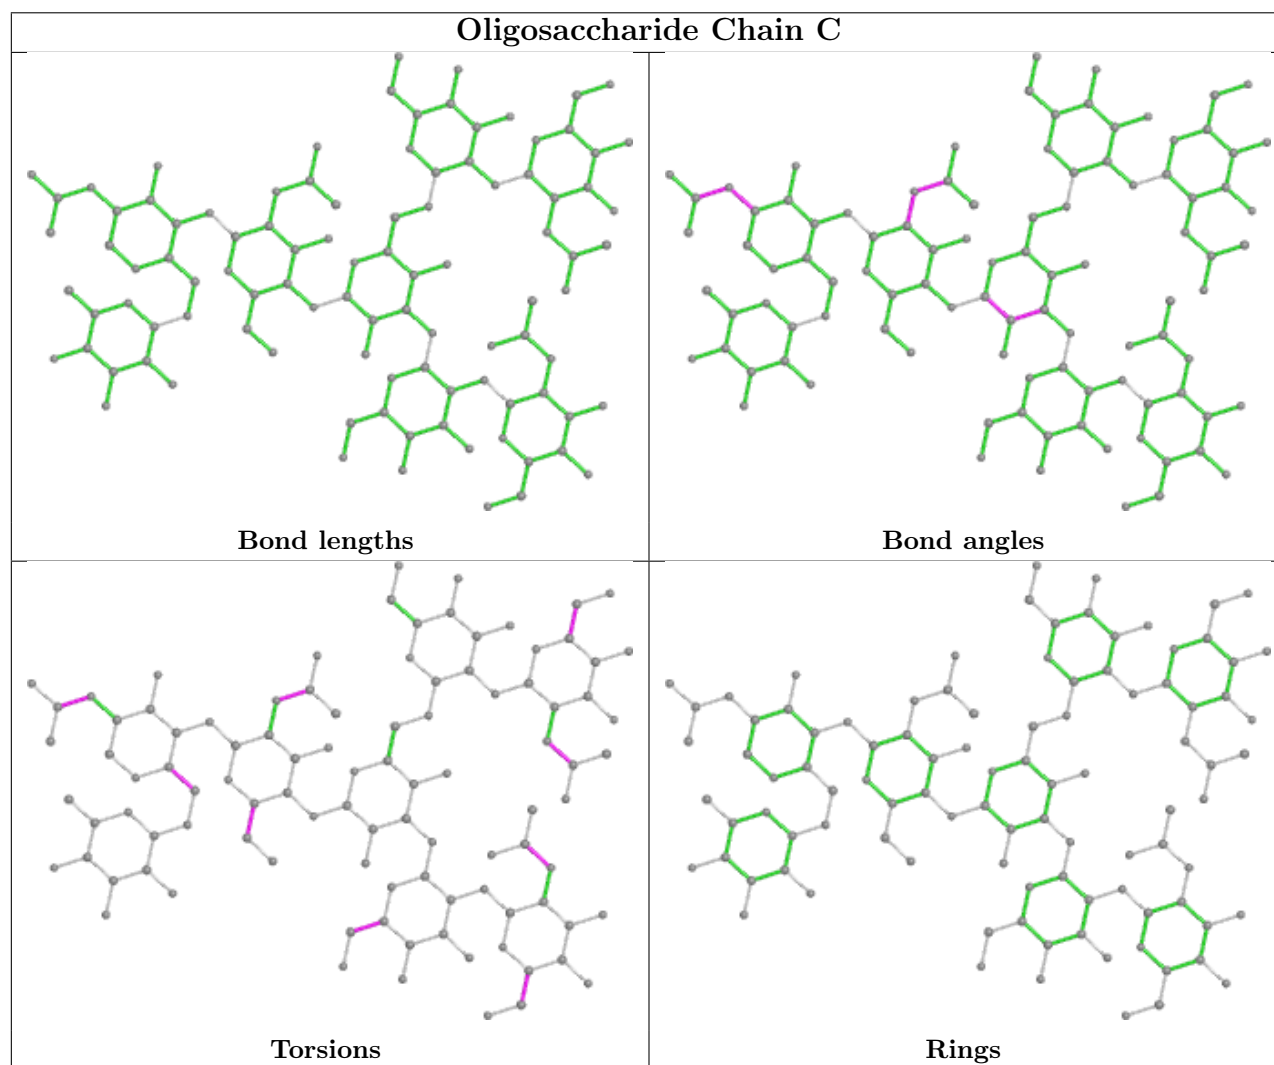 Oligosaccharide Chain C
Bond lengths
Bond angles
Torsions
Rings